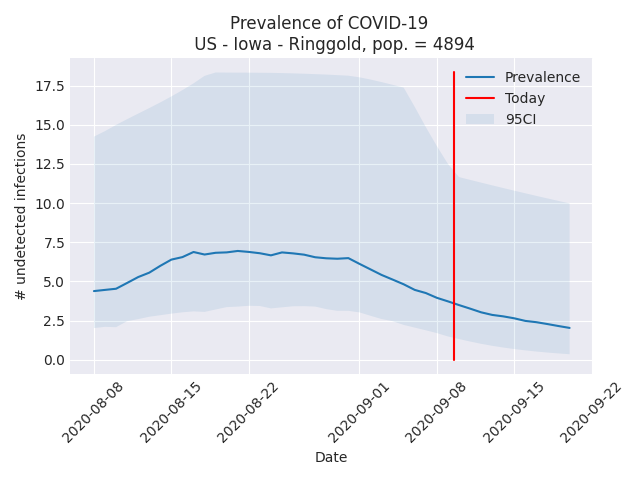 Prevalence of COVID-19
US - Iowa - Ringgold, pop. = 4894
Prevalence
Today
95CI
# undetected infections
17.5
15.0
12.5
10.0
7.5
5.0
2.5
0.0
2020-08-08
2020-08-15
2020-08-22
2020-09-01
2020-09-08
2020-09-15
2020-09-22
Date